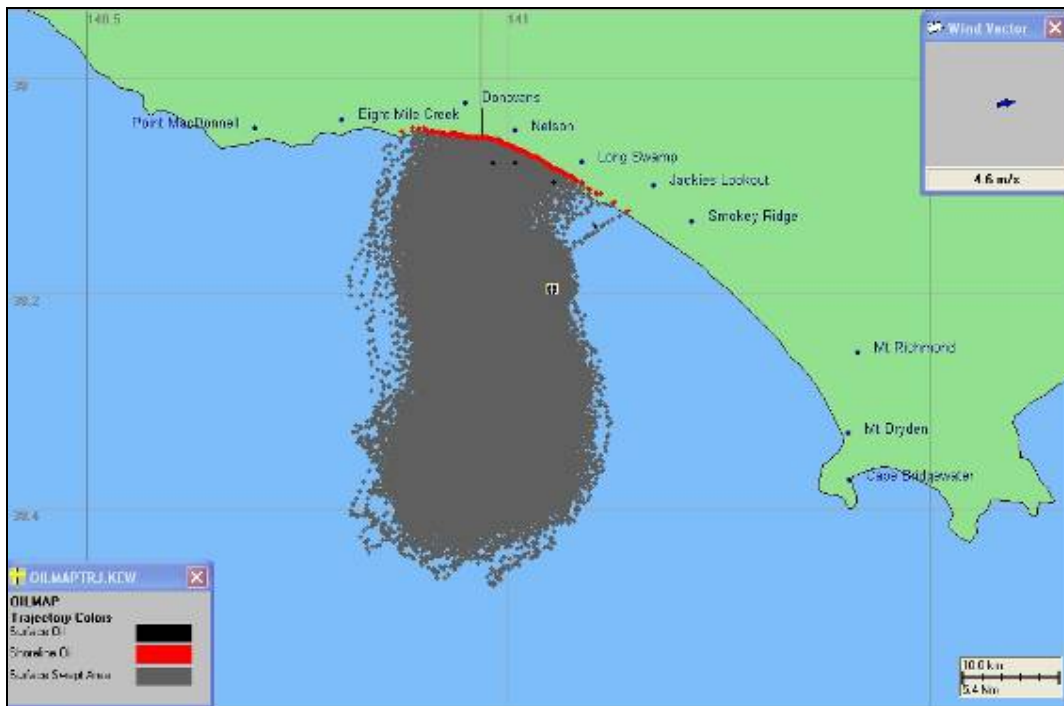 140.5
141
Wind Vector
38
Donovans
Eight Mile Creek
Point MacDonnell
Nelson
Long Swamp
Jackies Lookout
Smokey Ridge
4.6 m/s
38.2
Mt Richmond
Mt Dryden
Cape Bridgewater
38.4
OILMAPTRJ.KEW
OILMAP
Trajectory Colors
Surface Oil
Shoreline Oil
Surface Swept Area
10.0 km
5.4 Nm